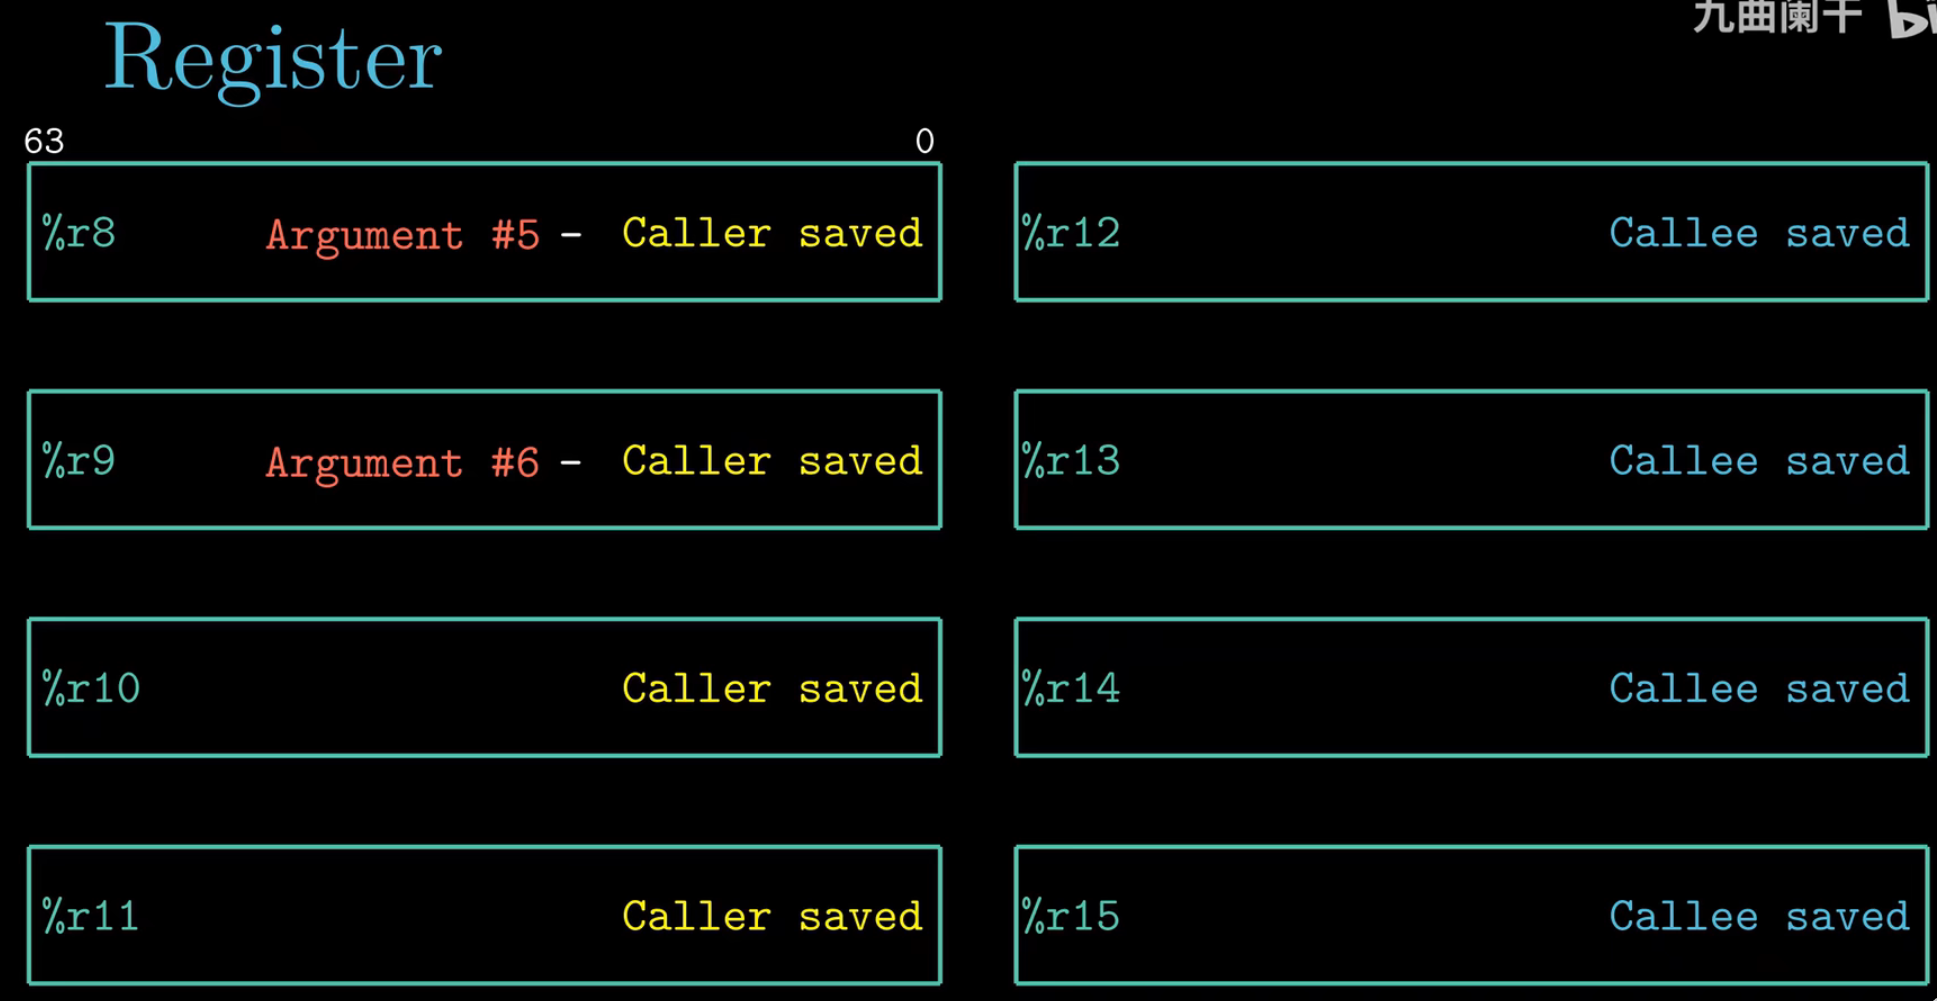 九曲阑干
Register
63 0
%r8 Argument #5 - Caller saved
%r12 Callee saved
%r9 Argument #6 - Caller saved
%r13 Callee saved
%r10 Caller saved
%r14 Callee saved
%r11 Caller saved
%r15 Callee saved